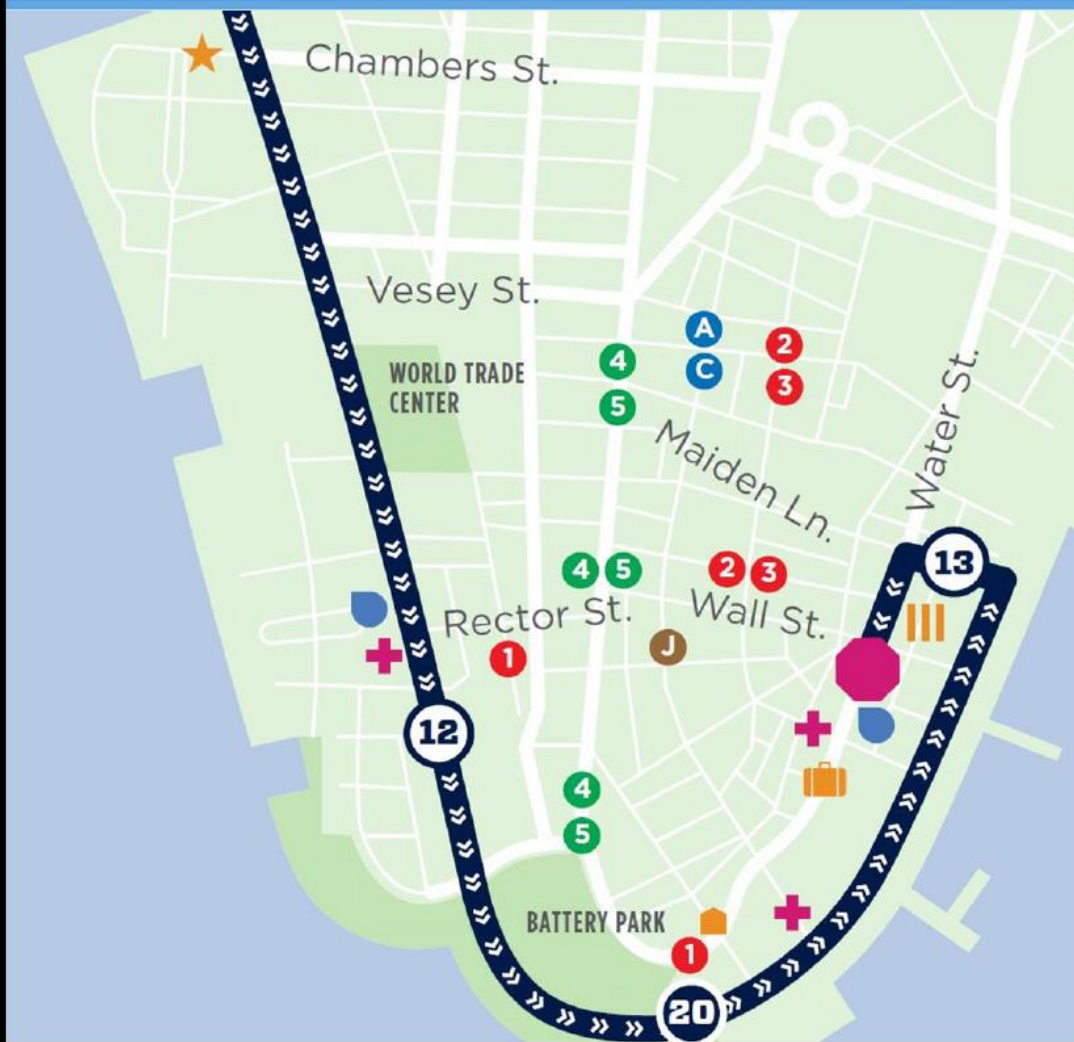 Chambers St.
Vesey St.
A
2
4
WORLD TRADE
CENTER
C
3
5
Maiden Ln.
Water St.
13
4 5
2 3
Rector St.
Wall St.
1
J
12
4
5
BATTERY PARK
1
20